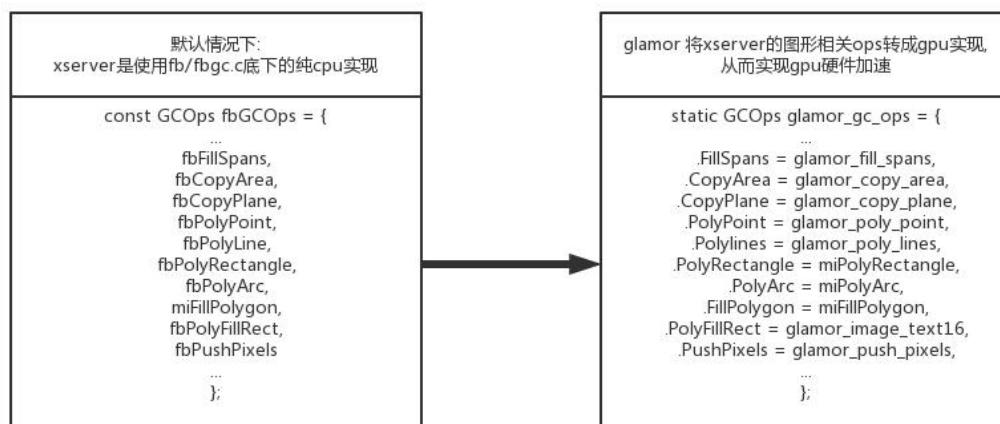 默认情况下:
xserver是使用fb/fbgc.c底下的纯cpu实现
const GCOps fbGCOps = {
...
fbFillSpans,
fbCopyArea,
fbCopyPlane,
fbPolyPoint,
fbPolyLine,
fbPolyRectangle,
fbPolyArc,
miFillPolygon,
fbPolyFillRect,
fbPushPixels
...
};
glamor 将xserver的图形相关ops转成gpu实现,
从而实现gpu硬件加速
static GCOps glamor_gc_ops = {
...
.FillSpans = glamor_fill_spans,
.CopyArea = glamor_copy_area,
.CopyPlane = glamor_copy_plane,
.PolyPoint = glamor_poly_point,
.Polylines = glamor_poly_lines,
.PolyRectangle = miPolyRectangle,
.PolyArc = miPolyArc,
.FillPolygon = miFillPolygon,
.PolyFillRect = glamor_image_text16,
.PushPixels = glamor_push_pixels,
...
};